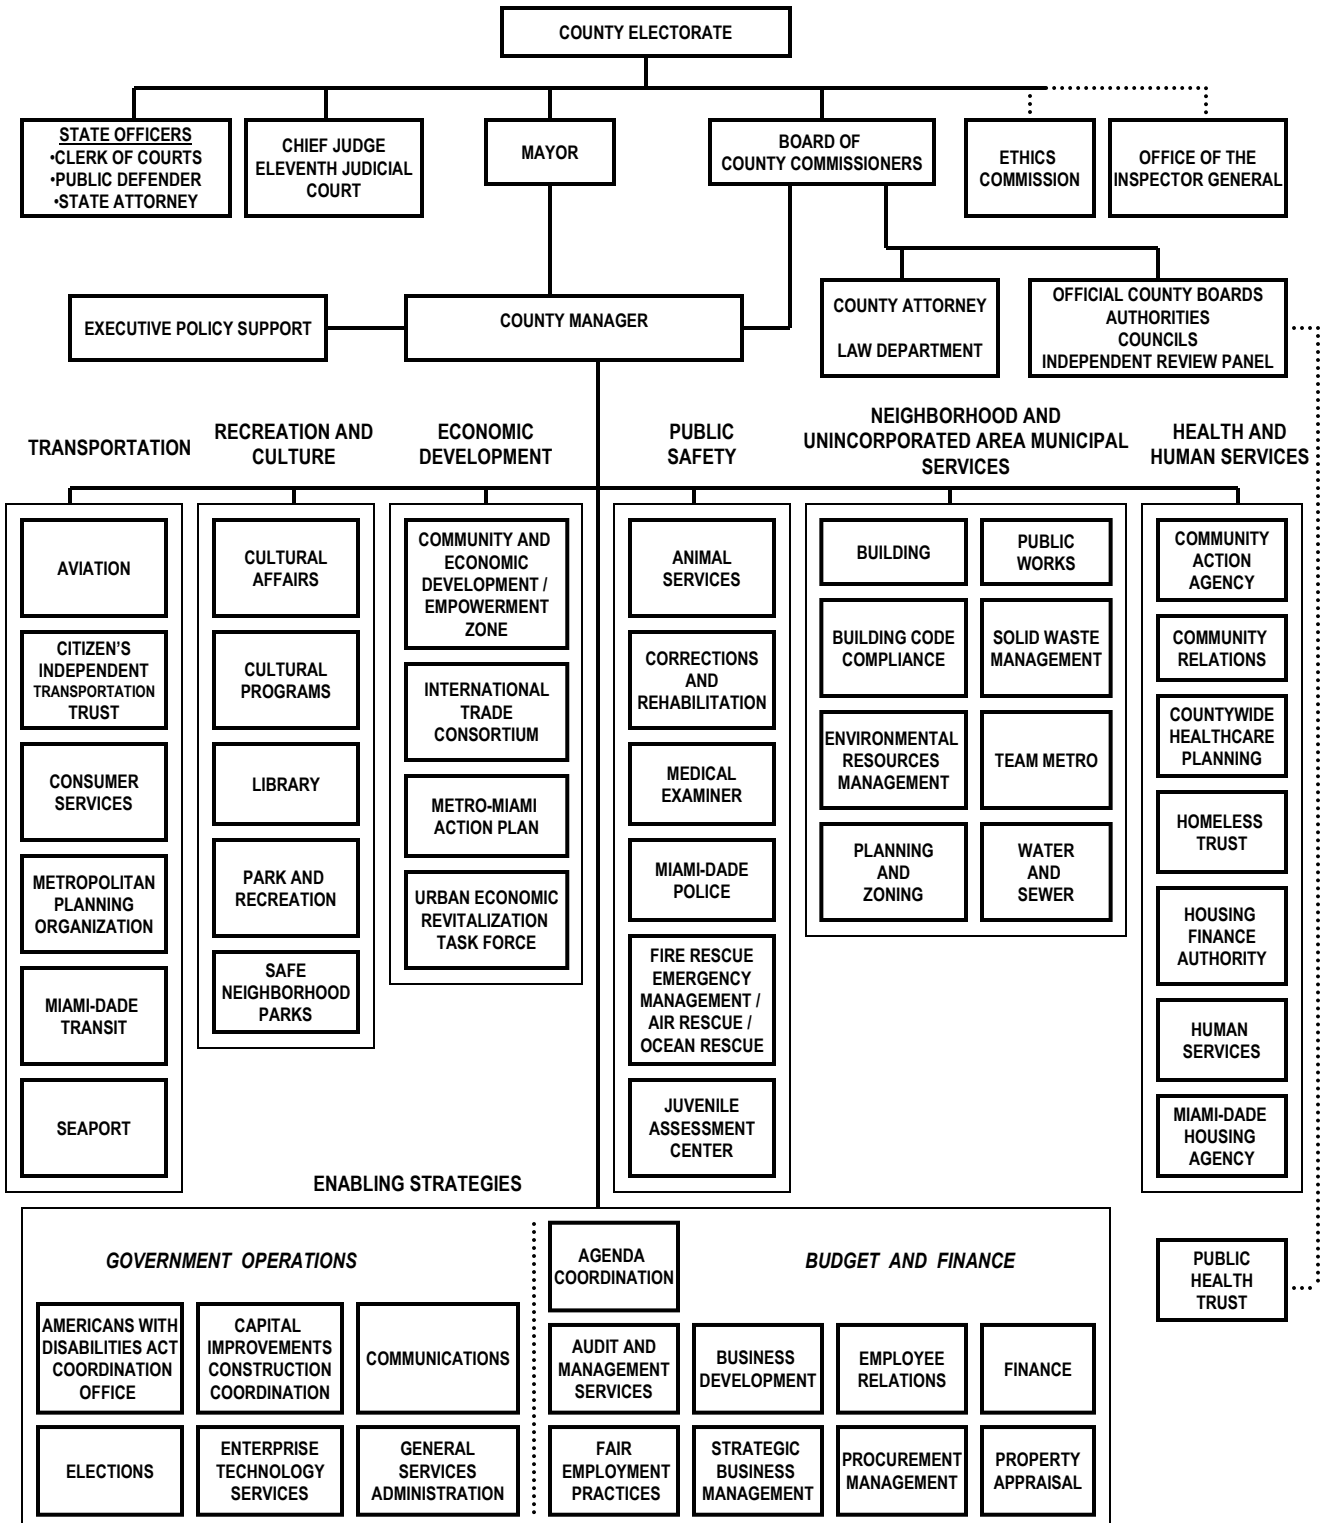 COUNTY ELECTORATE
STATE OFFICERS
•CLERK OF COURTS
•PUBLIC DEFENDER
•STATE ATTORNEY
CHIEF JUDGE
ELEVENTH JUDICIAL
COURT
MAYOR
BOARD OF
COUNTY COMMISSIONERS
ETHICS
COMMISSION
OFFICE OF THE
INSPECTOR GENERAL
EXECUTIVE POLICY SUPPORT
COUNTY MANAGER
COUNTY ATTORNEY
LAW DEPARTMENT
OFFICIAL COUNTY BOARDS
AUTHORITIES
COUNCILS
INDEPENDENT REVIEW PANEL
TRANSPORTATION
RECREATION AND
CULTURE
ECONOMIC
DEVELOPMENT
PUBLIC
SAFETY
NEIGHBORHOOD AND
UNINCORPORATED AREA MUNICIPAL
SERVICES
HEALTH AND
HUMAN SERVICES
AVIATION
CITIZEN'S
INDEPENDENT
TRANSPORTATION
TRUST
CONSUMER
SERVICES
METROPOLITAN
PLANNING
ORGANIZATION
MIAMI-DADE
TRANSIT
SEAPORT
CULTURAL
AFFAIRS
CULTURAL
PROGRAMS
LIBRARY
PARK AND
RECREATION
SAFE
NEIGHBORHOOD
PARKS
COMMUNITY AND
ECONOMIC
DEVELOPMENT /
EMPOWERMENT
ZONE
INTERNATIONAL
TRADE
CONSORTIUM
METRO-MIAMI
ACTION PLAN
URBAN ECONOMIC
REVITALIZATION
TASK FORCE
ANIMAL
SERVICES
CORRECTIONS
AND
REHABILITATION
MEDICAL
EXAMINER
MIAMI-DADE
POLICE
FIRE RESCUE
EMERGENCY
MANAGEMENT /
AIR RESCUE /
OCEAN RESCUE
JUVENILE
ASSESSMENT
CENTER
BUILDING
PUBLIC
WORKS
BUILDING CODE
COMPLIANCE
SOLID WASTE
MANAGEMENT
ENVIRONMENTAL
RESOURCES
MANAGEMENT
TEAM METRO
PLANNING
AND
ZONING
WATER
AND
SEWER
COMMUNITY
ACTION
AGENCY
COMMUNITY
RELATIONS
COUNTYWIDE
HEALTHCARE
PLANNING
HOMELESS
TRUST
HOUSING
FINANCE
AUTHORITY
HUMAN
SERVICES
MIAMI-DADE
HOUSING
AGENCY
ENABLING STRATEGIES
GOVERNMENT OPERATIONS
AMERICANS WITH
DISABILITIES ACT
COORDINATION
OFFICE
CAPITAL
IMPROVEMENTS
CONSTRUCTION
COORDINATION
COMMUNICATIONS
ELECTIONS
ENTERPRISE
TECHNOLOGY
SERVICES
GENERAL
SERVICES
ADMINISTRATION
AGENDA
COORDINATION
BUDGET AND FINANCE
AUDIT AND
MANAGEMENT
SERVICES
BUSINESS
DEVELOPMENT
EMPLOYEE
RELATIONS
FINANCE
FAIR
EMPLOYMENT
PRACTICES
STRATEGIC
BUSINESS
MANAGEMENT
PROCUREMENT
MANAGEMENT
PROPERTY
APPRAISAL
PUBLIC
HEALTH
TRUST